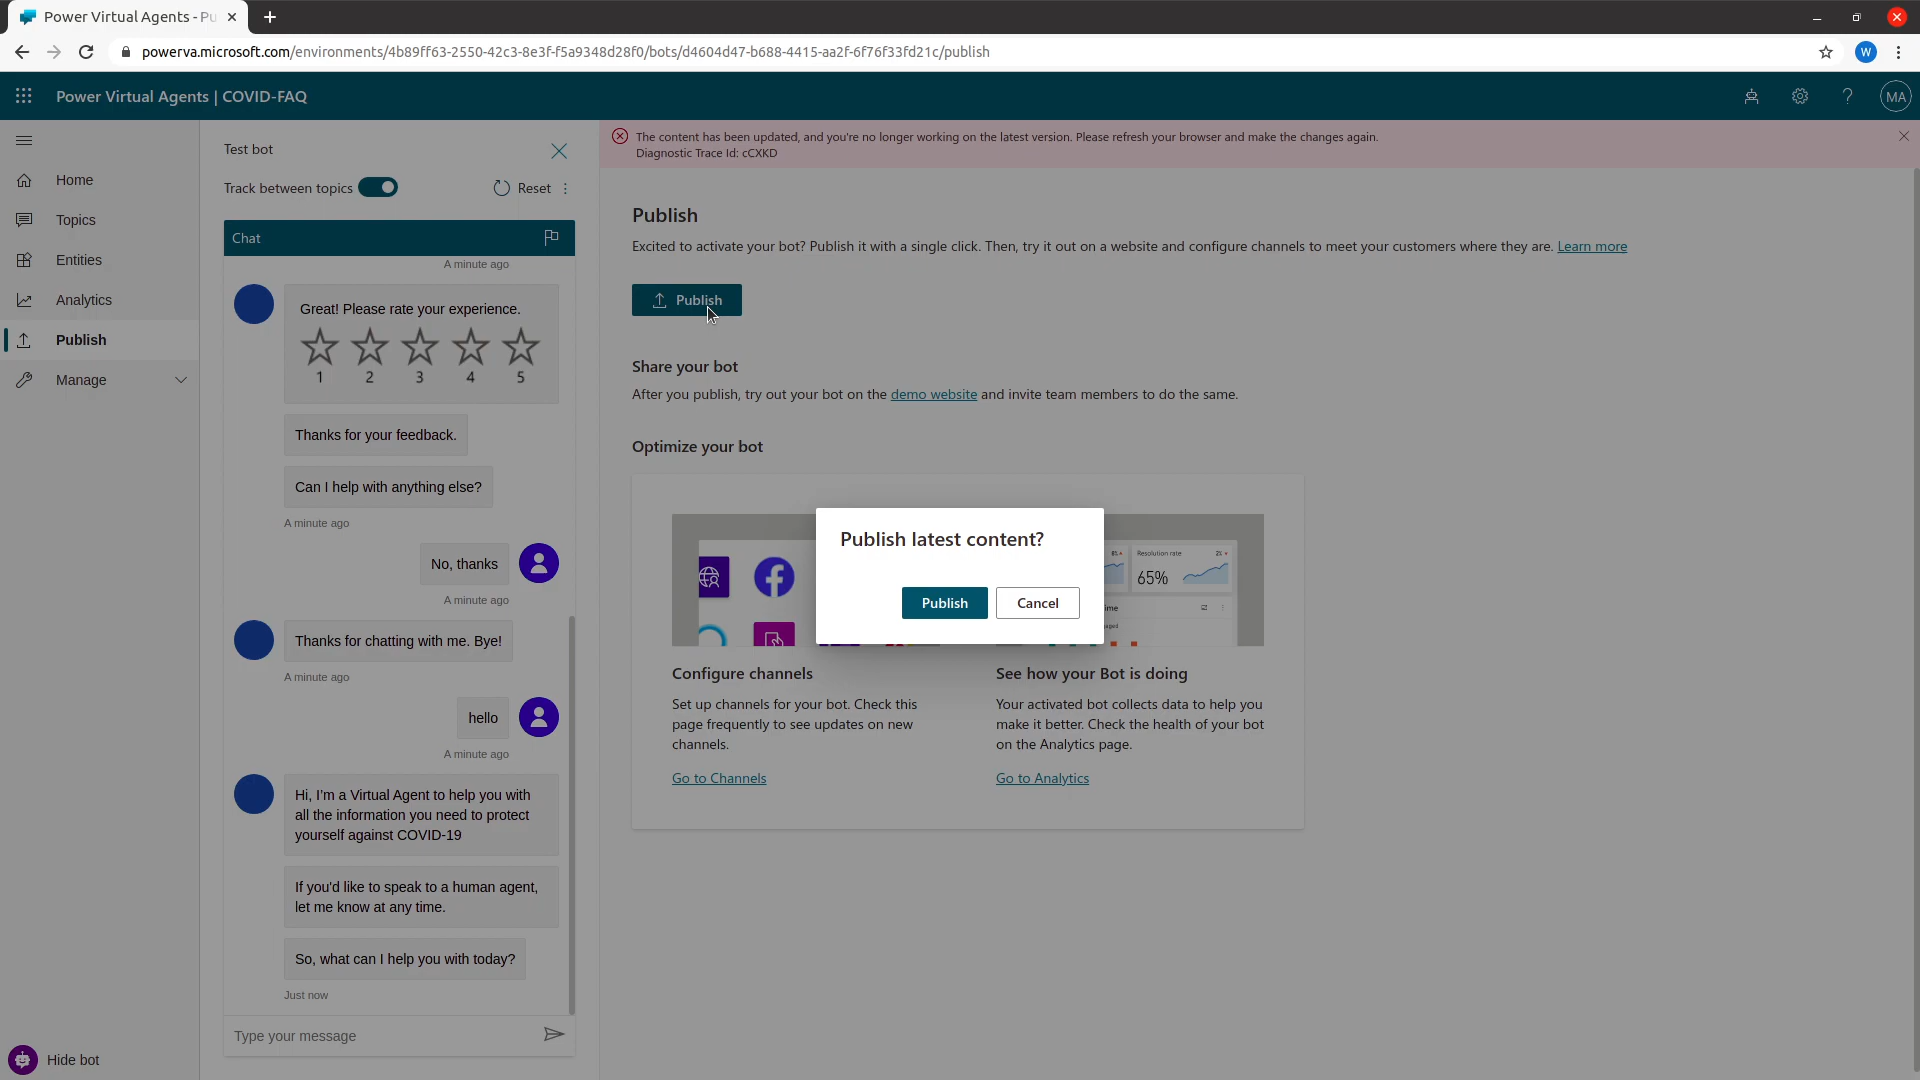 Power Virtual Agents - Pu
powerva.microsoft.com/environments/4b89ff63-2550-42c3-8e3f-f5a9348d28f0/bots/d4604d47-b688-4415-aa2f-6f76f33fd21c/publish
W
Power Virtual Agents | COVID-FAQ
MA
Home
Topics
Entities
Analytics
Publish
Manage
Hide bot
Test bot
Track between topics
Reset
Chat
A minute ago
Great! Please rate your experience.
1 2 3 4 5
Thanks for your feedback.
Can I help with anything else?
A minute ago
No, thanks
A minute ago
Thanks for chatting with me. Bye!
A minute ago
hello
A minute ago
Hi, I'm a Virtual Agent to help you with
all the information you need to protect
yourself against COVID-19
If you'd like to speak to a human agent,
let me know at any time.
So, what can I help you with today?
Just now
Type your message
The content has been updated, and you're no longer working on the latest version. Please refresh your browser and make the changes again.
Diagnostic Trace Id: cCXKD
Publish
Excited to activate your bot? Publish it with a single click. Then, try it out on a website and configure channels to meet your customers where they are. Learn more
Publish
Share your bot
After you publish, try out your bot on the demo website and invite team members to do the same.
Optimize your bot
Publish latest content?
Publish
Cancel
Resolution rate
65%
Configure channels
Set up channels for your bot. Check this
page frequently to see updates on new
channels.
Go to Channels
See how your Bot is doing
Your activated bot collects data to help you
make it better. Check the health of your bot
on the Analytics page.
Go to Analytics